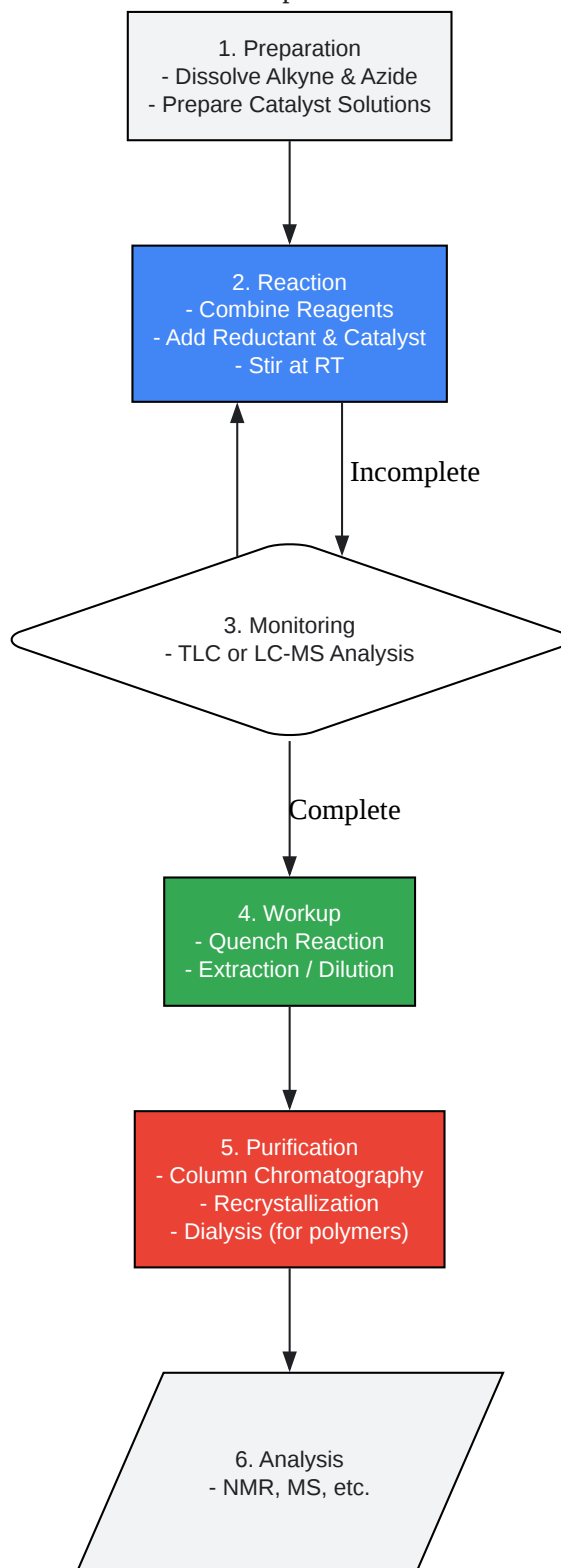 1. Preparation
- Dissolve Alkyne & Azide
- Prepare Catalyst Solutions
2. Reaction
- Combine Reagents
- Add Reductant & Catalyst
- Stir at RT
Incomplete
3. Monitoring
- TLC or LC-MS Analysis
Complete
4. Workup
- Quench Reaction
- Extraction / Dilution
5. Purification
- Column Chromatography
- Recrystallization
- Dialysis (for polymers)
6. Analysis
- NMR, MS, etc.